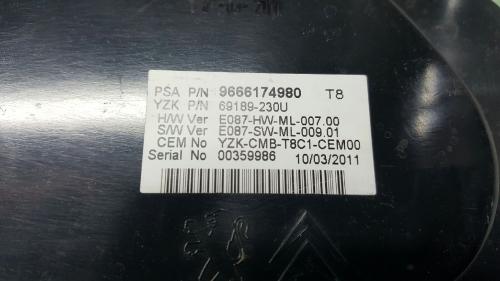 PSA P/N 9666174980 T8
YZK P/N 69189-230U
H/W Ver E087-HW-ML-007.00
S/W Ver E087-SW-ML-009.01
CEM No YZK-CMB-T8C1-CEM00
Serial No 00359986 10/03/2011